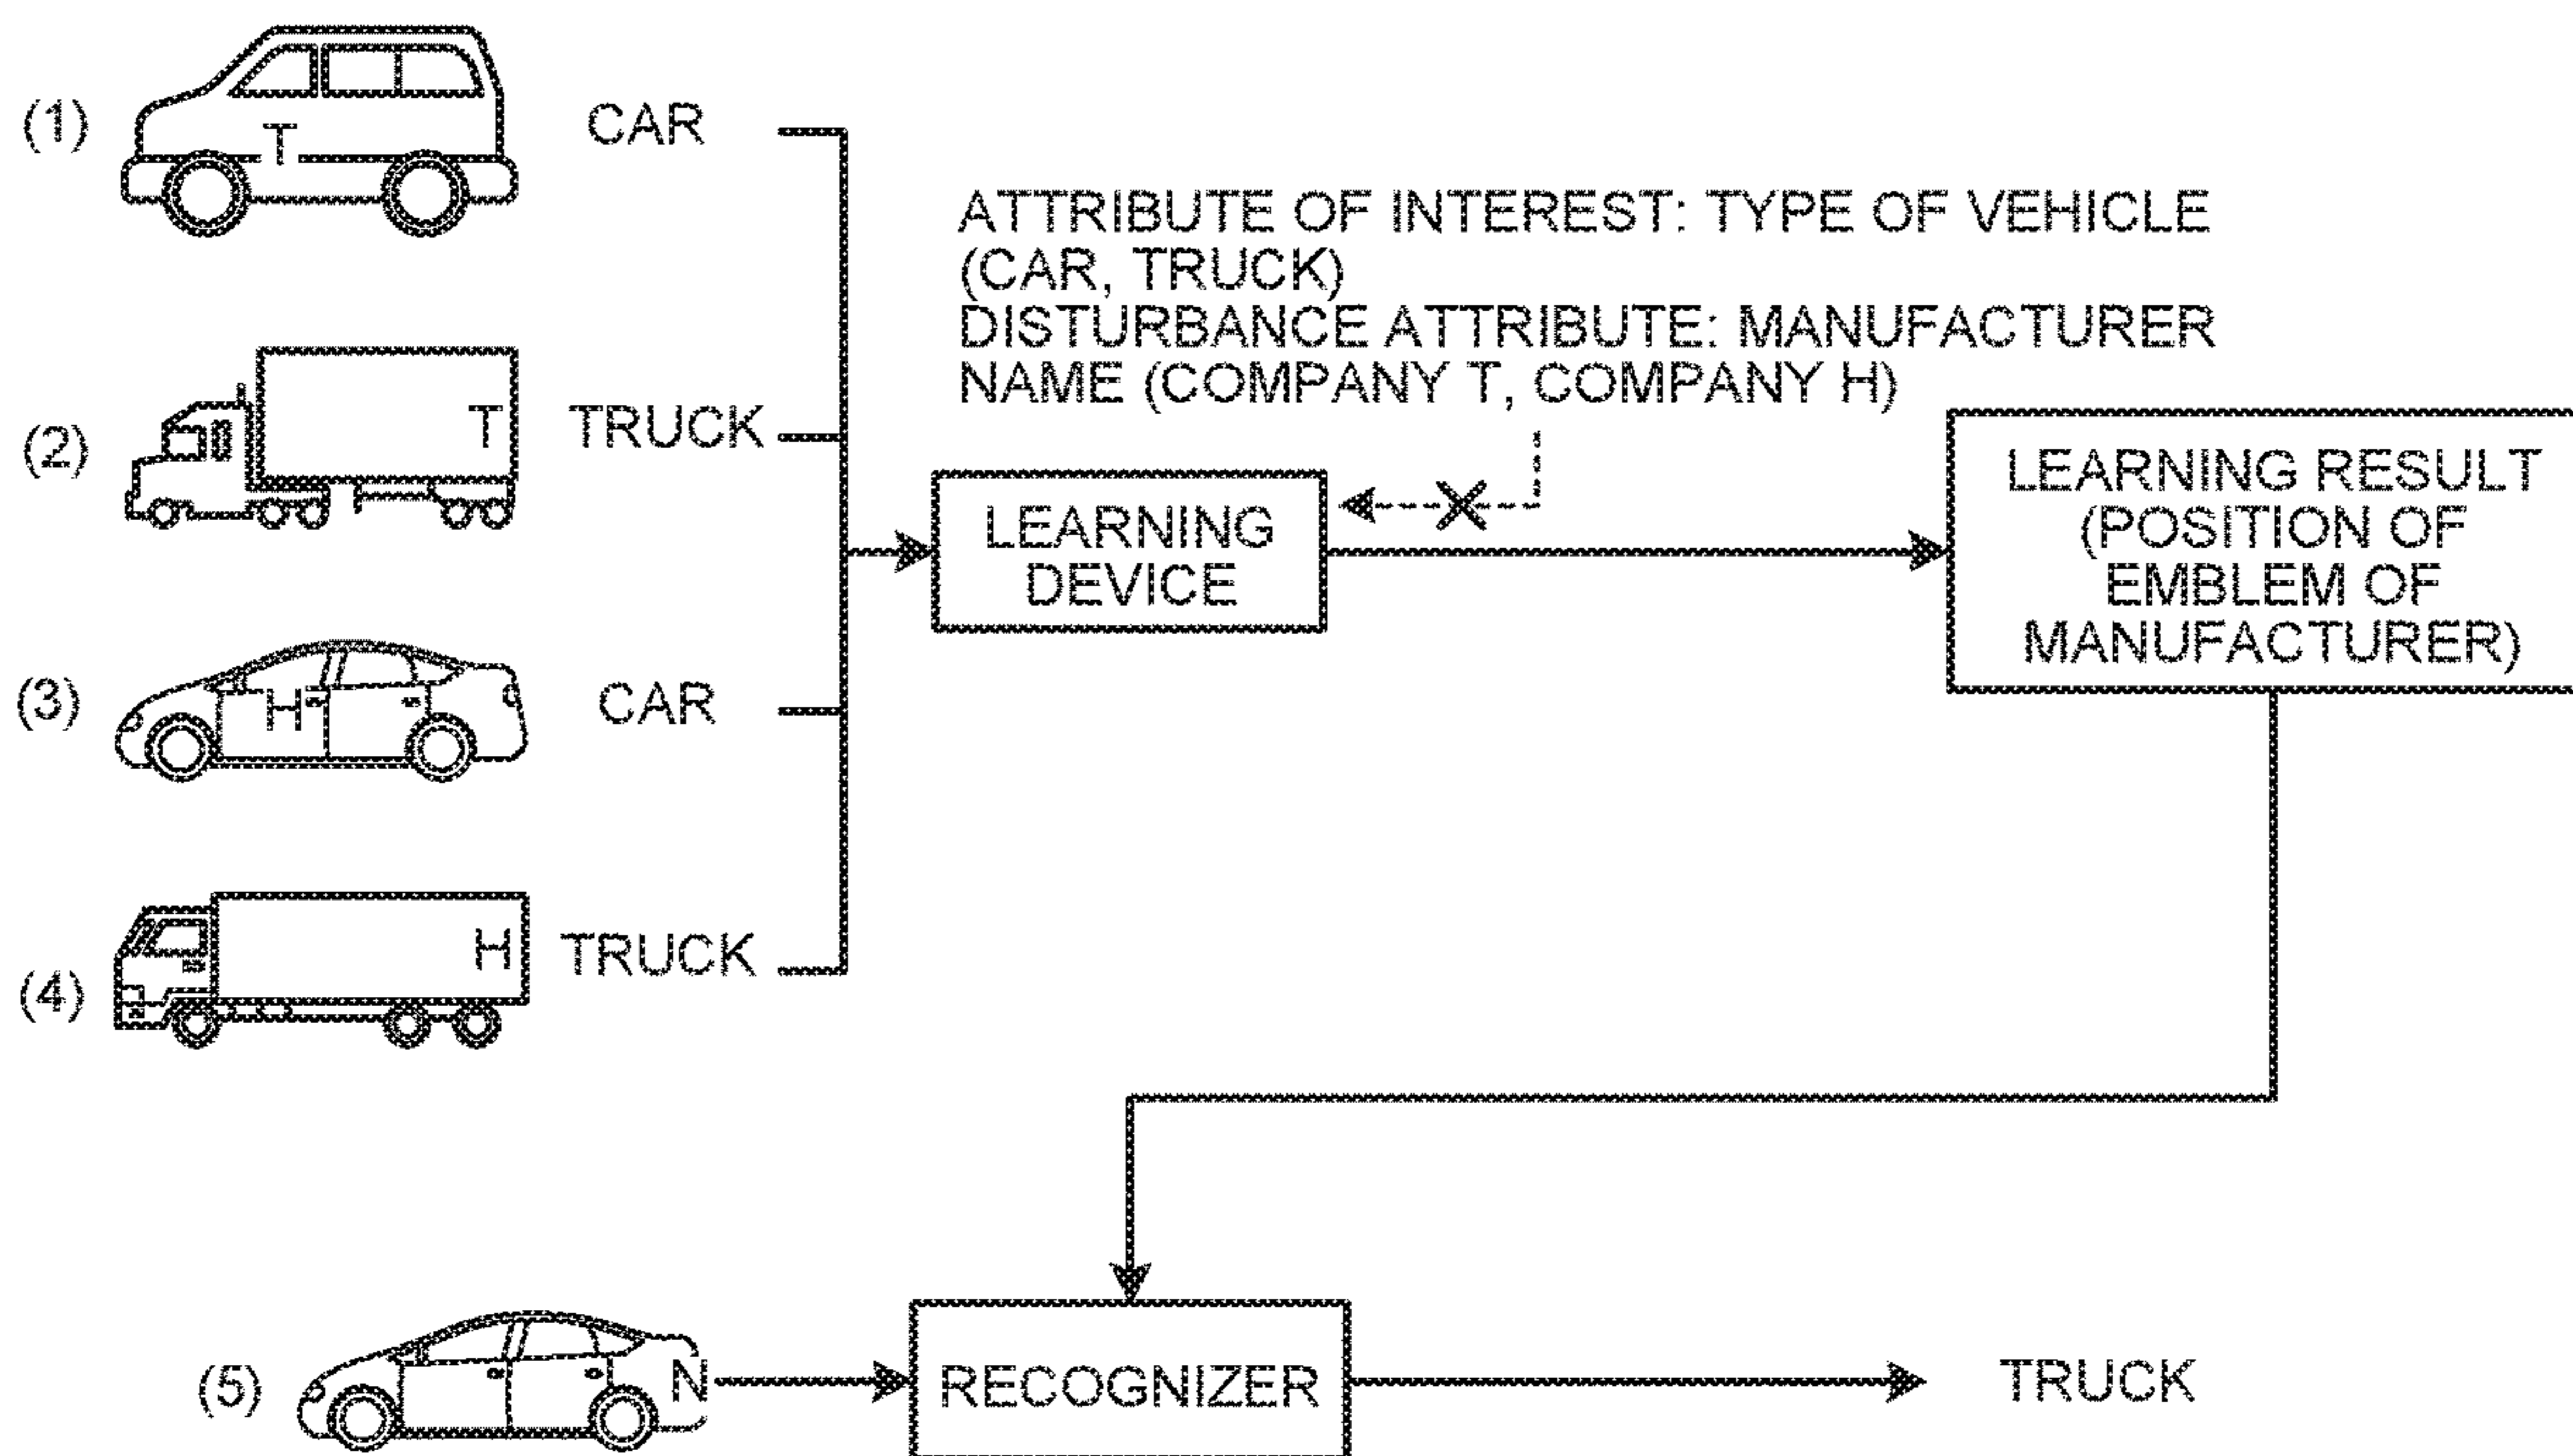 (1)
T
CAR
ATTRIBUTE OF INTEREST: TYPE OF VEHICLE
(CAR, TRUCK)
DISTURBANCE ATTRIBUTE: MANUFACTURER
NAME (COMPANY T, COMPANY H)
(2)
T
TRUCK
LEARNING
DEVICE
LEARNING RESULT
(POSITION OF
EMBLEM OF
MANUFACTURER)
(3)
H
CAR
(4)
H
TRUCK
(5)
N
RECOGNIZER
TRUCK